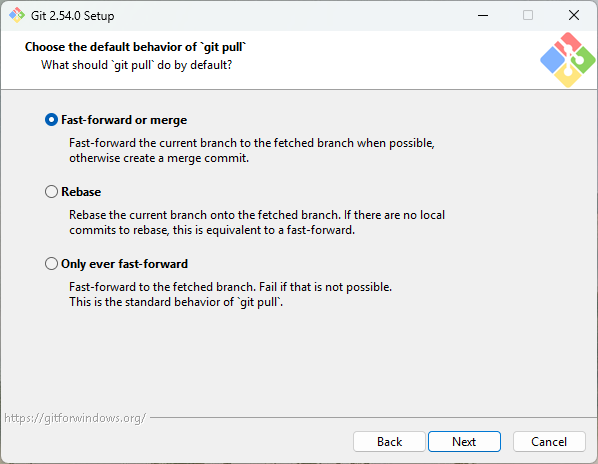 Git 2.54.0 Setup
Choose the default behavior of `git pull`
What should `git pull` do by default?
Fast-forward or merge
Fast-forward the current branch to the fetched branch when possible,
otherwise create a merge commit.
Rebase
Rebase the current branch onto the fetched branch. If there are no local
commits to rebase, this is equivalent to a fast-forward.
Only ever fast-forward
Fast-forward to the fetched branch. Fail if that is not possible.
This is the standard behavior of `git pull`.
https://gitforwindows.org/
Back
Next
Cancel